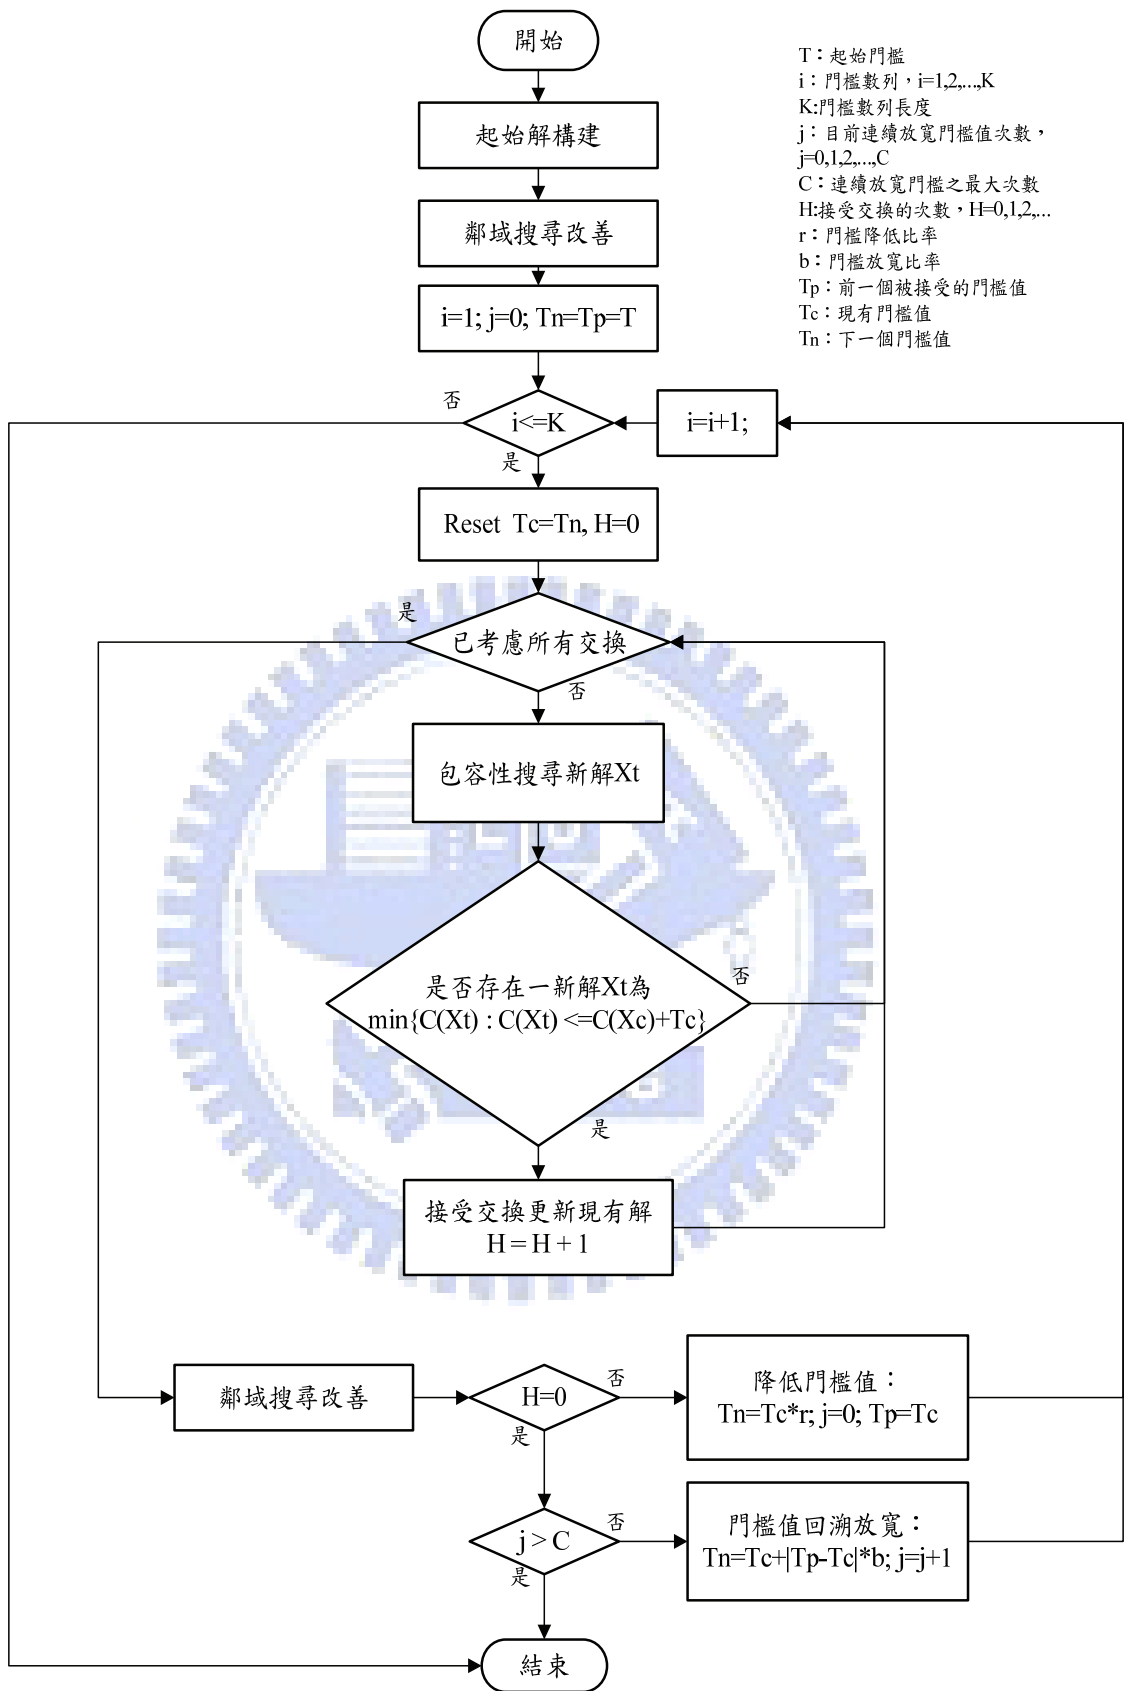 開始
T：起始門檻
i：門檻數列，i=1,2,...,K
K:門檻數列長度
j：目前連續放寬門檻值次數，
j=0,1,2,...,C
C：連續放寬門檻之最大次數
H:接受交換的次數，H=0,1,2,...
r：門檻降低比率
b：門檻放寬比率
Tp：前一個被接受的門檻值
Tc：現有門檻值
Tn：下一個門檻值
起始解構建
鄰域搜尋改善
i=1; j=0; Tn=Tp=T
否
i<=K
i=i+1;
是
Reset Tc=Tn, H=0
是
已考慮所有交換
否
包容性搜尋新解Xt
是否存在一新解Xt為
min{C(Xt) : C(Xt) <=C(Xc)+Tc}
否
是
接受交換更新現有解
H = H + 1
鄰域搜尋改善
H=0
否
降低門檻值：
Tn=Tc*r; j=0; Tp=Tc
是
j > C
否
門檻值回溯放寬：
Tn=Tc+|Tp-Tc|*b; j=j+1
是
結束